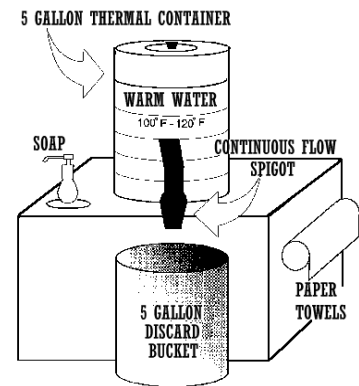 5 GALLON THERMAL CONTAINER
WARM WATER
100°F - 120°F
SOAP
CONTINUOUS FLOW
SPIGOT
PAPER
TOWELS
5 GALLON
DISCARD
BUCKET